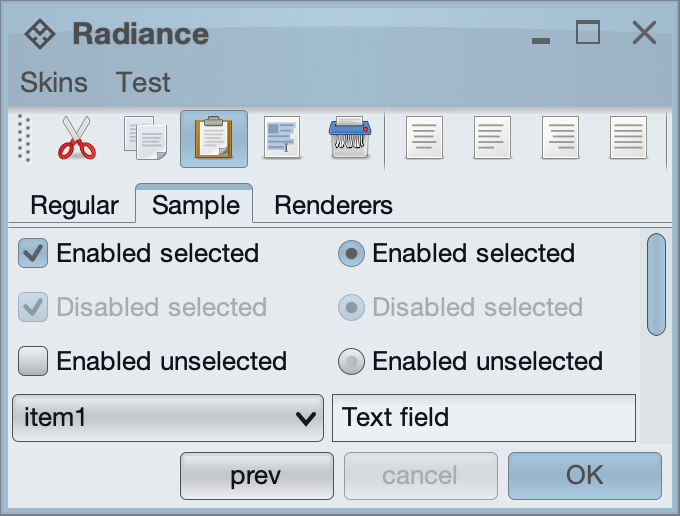 Radiance
Skins Test
Regular Sample Renderers
Enabled selected Enabled selected
Disabled selected Disabled selected
Enabled unselected Enabled unselected
item1 Text field
prev cancel OK